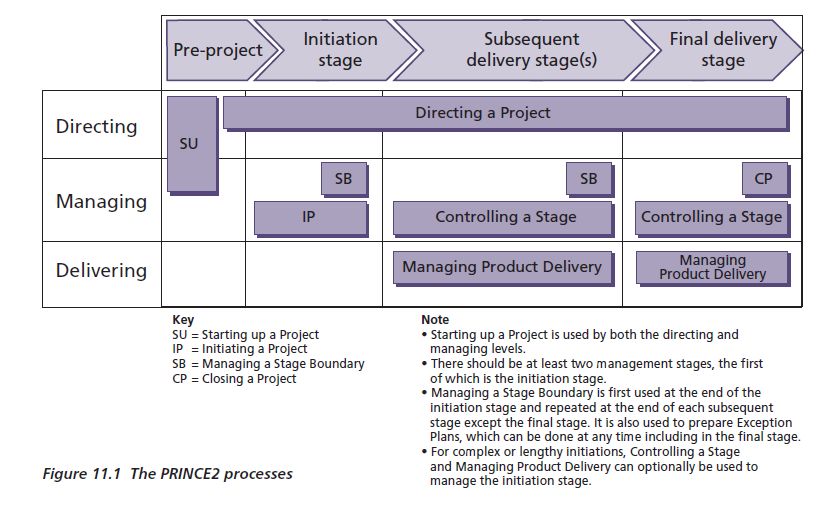 Pre-project
Initiation
stage
Subsequent
delivery stage(s)
Final delivery
stage
Directing
SU
Directing a Project
Managing
SB
SB
CP
IP
Controlling a Stage
Controlling a Stage
Delivering
Managing Product Delivery
Managing
Product Delivery
Key
SU = Starting up a Project
IP = Initiating a Project
SB = Managing a Stage Boundary
CP = Closing a Project
Note
• Starting up a Project is used by both the directing and
managing levels.
• There should be at least two management stages, the first
of which is the initiation stage.
• Managing a Stage Boundary is first used at the end of the
initiation stage and repeated at the end of each subsequent
stage except the final stage. It is also used to prepare Exception
Plans, which can be done at any time including in the final stage.
• For complex or lengthy initiations, Controlling a Stage
and Managing Product Delivery can optionally be used to
manage the initiation stage.
Figure 11.1 The PRINCE2 processes